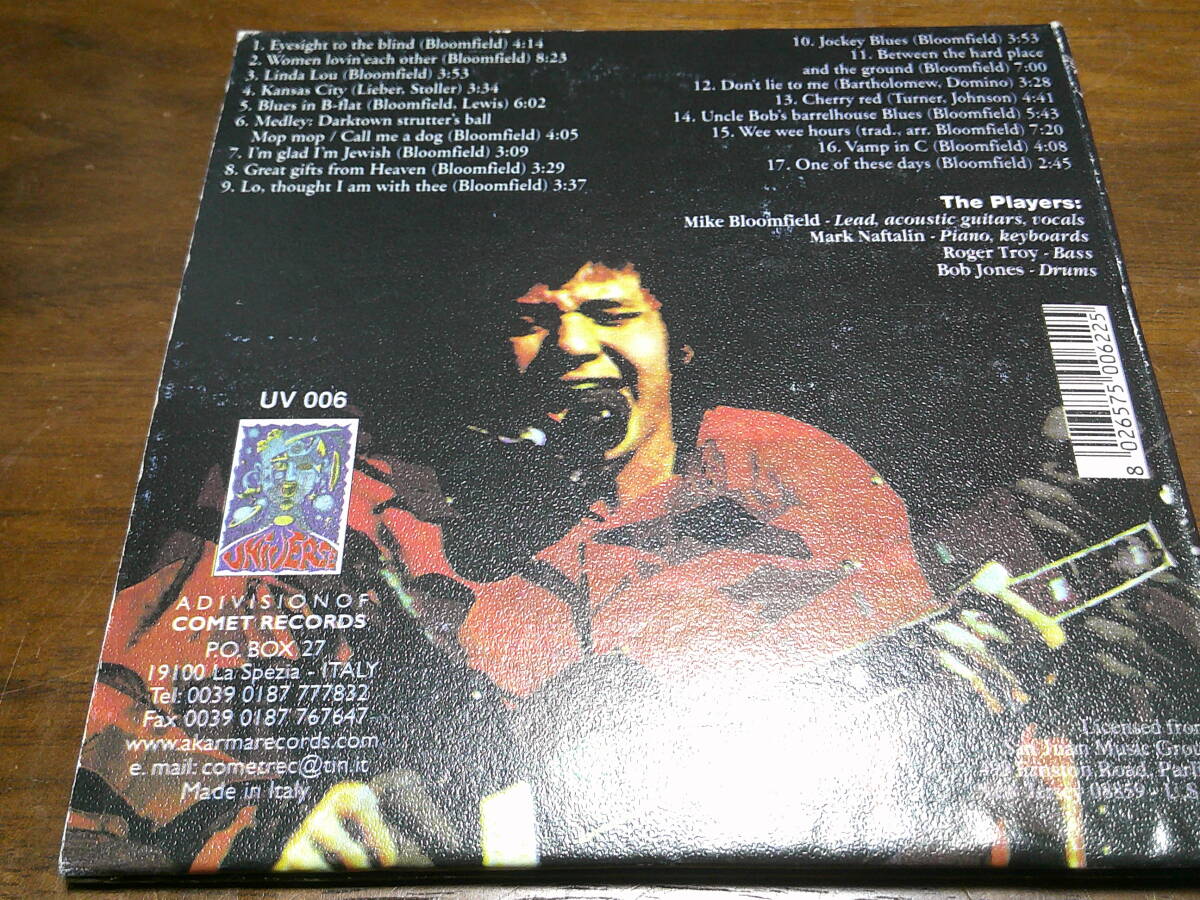 1. Eyesight to the blind (Bloomfield) 4:14
2. Women lovin'each other (Bloomfield) 8:23
3. Linda Lou (Bloomfield) 3:53
4. Kansas City (Lieber. Stoller) 3:34
5. Blues in B-flat (Bloomfield, Lewis) 6:02
6. Medley: Darktown strutter's ball
Mop mop / Call me a dog (Bloomfield) 4:05
7. I'm glad I'm Jewish (Bloomfield) 3:09
8. Great gifts from Heaven (Bloomfield) 3:29
9. Lo, thought I am with thee (Bloomfield) 3:37
10. Jockey Blues (Bloomfield) 3:53
11. Between the hard place
and the ground (Bloomfield) 7:00
12. Don't lie to me (Bartholomew, Domino) 3:28
13. Cherry red (Turner, Johnson) 4:41
14. Uncle Bob's barrelhouse Blues (Bloomfield) 5:43
15. Wee wee hours (trad., arr. Bloomfield) 7:20
16. Vamp in C (Bloomfield) 4:08
17. One of these days (Bloomfield) 2:45
The Players:
Mike Bloomfield - Lead, acoustic guitars, vocals
Mark Naftalin - Piano, keyboards
Roger Troy - Bass
Bob Jones - Drums
8 026575 006225
UV 006
UNIVERSE
A DIVISION OF
COMET RECORDS
P.O. BOX 27
19100 La Spezia - ITALY
Tel: 0039 0187 777832
Fax 0039 0187 767647
www.akarmarecords.com
e. mail: cometrec@tin.it
Made in Italy
Licensed from
San Juan Music
Road,
08859 - U.S.